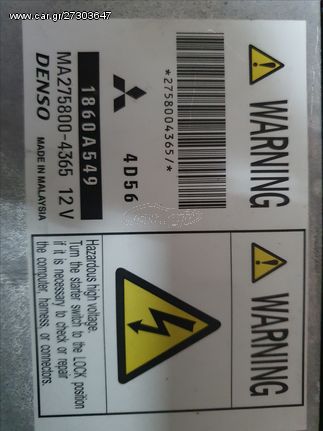 www.car.gr/27303647
WARNING
*2758004365/*
4D56
1860A549
MA275800-4365 12V
DENSO MADE IN MALAYSIA
WARNING
Hazardous high voltage.
Turn the starter switch to the LOCK position
if it is necessary to check or repair
the computer, harness, or connectors.